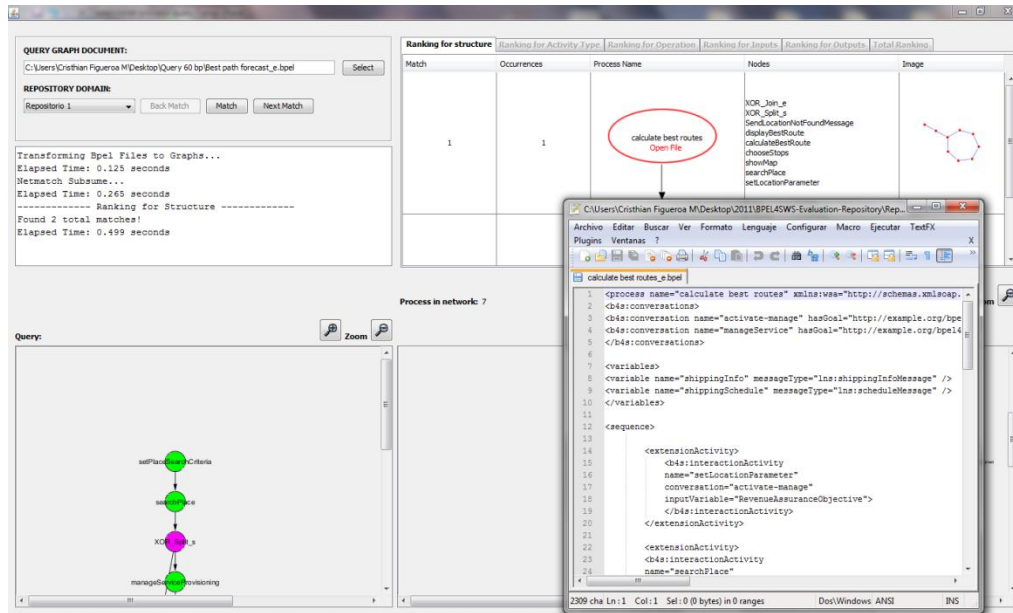 QUERY GRAPH DOCUMENT:
C:\Users\Cristhian Figueroa M\Desktop\Query 60 bp\Best path forecast_e.bpel
Select
REPOSITORY DOMAIN:
Repositorio 1
Back Match
Match
Next Match
Transforming Bpel Files to Graphs...
Elapsed Time: 0.125 seconds
Netmatch Subsume...
Elapsed Time: 0.265 seconds
------------- Ranking for Structure -------------
Found 2 total matches!
Elapsed Time: 0.499 seconds
Ranking for structure
Ranking for Activity Type
Ranking for Operation
Ranking for Inputs
Ranking for Outputs
Total Ranking
Match
Occurrences
Process Name
Nodes
Image
1
1
calculate best routes
Open File
XOR_Join_e
XOR_Split_s
SendLocationNotFoundMessage
displayBestRoute
calculateBestRoute
chooseStops
showMap
searchPlace
setLocationParameter
Process in network: 7
Query:
Zoom
setPlaceSearchCriteria
searchPlace
XOR_Split_s
manageServiceProvisioning
C:\Users\Cristhian Figueroa M\Desktop\2011\BPEL4SWS-Evaluation-Repository\Rep...
Archivo Editar Buscar Ver Formato Lenguaje Configurar Macro Ejecutar TextFX
Plugins Ventanas ? X
calculate best routes_e.bpel
1 <process name="calculate best routes" xmlns:wsa="http://schemas.xmlsoap.
2 <b4s:conversations>
3 <b4s:conversation name="activate-manage" hasGoal="http://example.org/bpe
4 <b4s:conversation name="manageService" hasGoal="http://example.org/bpel4
5 </b4s:conversations>
6
7 <variables>
8 <variable name="shippingInfo" messageType="lns:shippingInfoMessage" />
9 <variable name="shippingSchedule" messageType="lns:scheduleMessage" />
10 </variables>
11
12 <sequence>
13
14 <extensionActivity>
15 <b4s:interactionActivity
16 name="setLocationParameter"
17 conversation="activate-manage"
18 inputVariable="RevenueAssuranceObjective">
19 </b4s:interactionActivity>
20 </extensionActivity>
21
22 <extensionActivity>
23 <b4s:interactionActivity
24 name="searchPlace"
2309 cha Ln : 1 Col : 1 Sel : 0 (0 bytes) in 0 ranges Dos\Windows ANSI INS
om